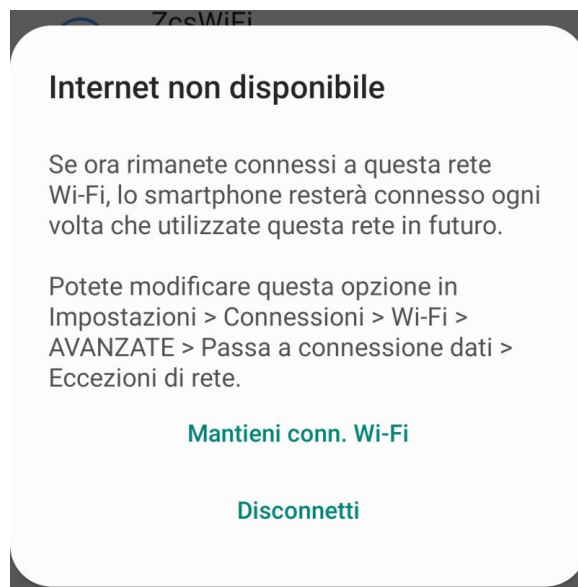 ZcsWiFi
Internet non disponibile
Se ora rimanete connessi a questa rete
Wi-Fi, lo smartphone resterà connesso ogni
volta che utilizzate questa rete in futuro.
Potete modificare questa opzione in
Impostazioni > Connessioni > Wi-Fi >
AVANZATE > Passa a connessione dati >
Eccezioni di rete.
Mantieni conn. Wi-Fi
Disconnetti